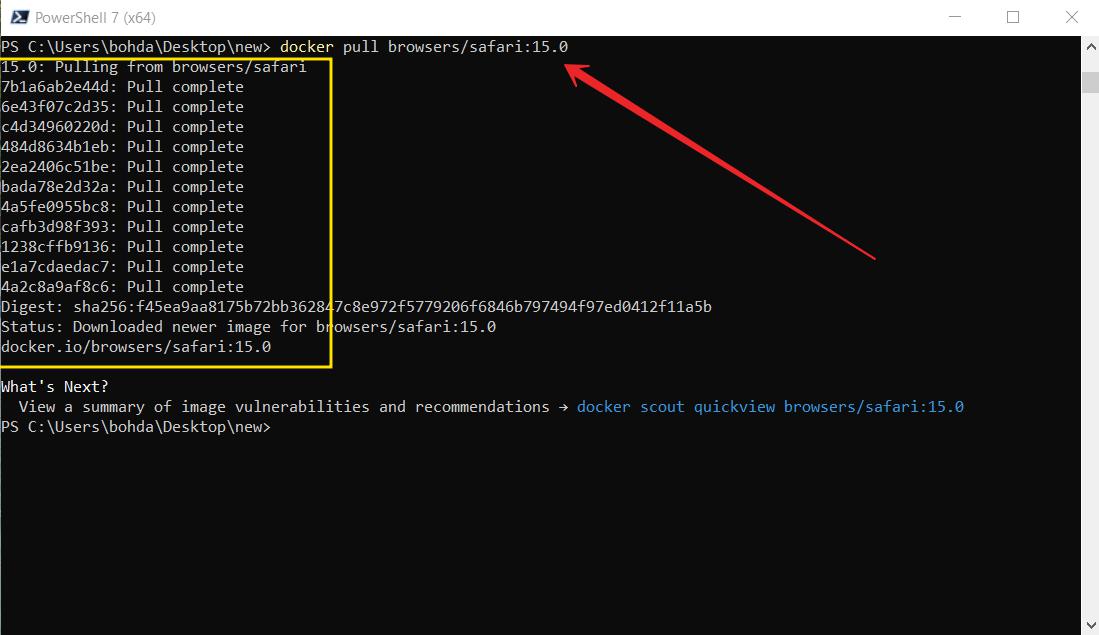 PowerShell 7 (x64)
PS C:\Users\bohda\Desktop\new> docker pull browsers/safari:15.0
15.0: Pulling from browsers/safari
7b1a6ab2e44d: Pull complete
6e43f07c2d35: Pull complete
c4d34960220d: Pull complete
484d8634b1eb: Pull complete
2ea2406c51be: Pull complete
bada78e2d32a: Pull complete
4a5fe0955bc8: Pull complete
cafb3d98f393: Pull complete
1238cffb9136: Pull complete
e1a7cdaedac7: Pull complete
4a2c8a9af8c6: Pull complete
Digest: sha256:f45ea9aa8175b72bb362847c8e972f5779206f6846b797494f97ed0412f11a5b
Status: Downloaded newer image for browsers/safari:15.0
docker.io/browsers/safari:15.0
What's Next?
View a summary of image vulnerabilities and recommendations → docker scout quickview browsers/safari:15.0
PS C:\Users\bohda\Desktop\new>